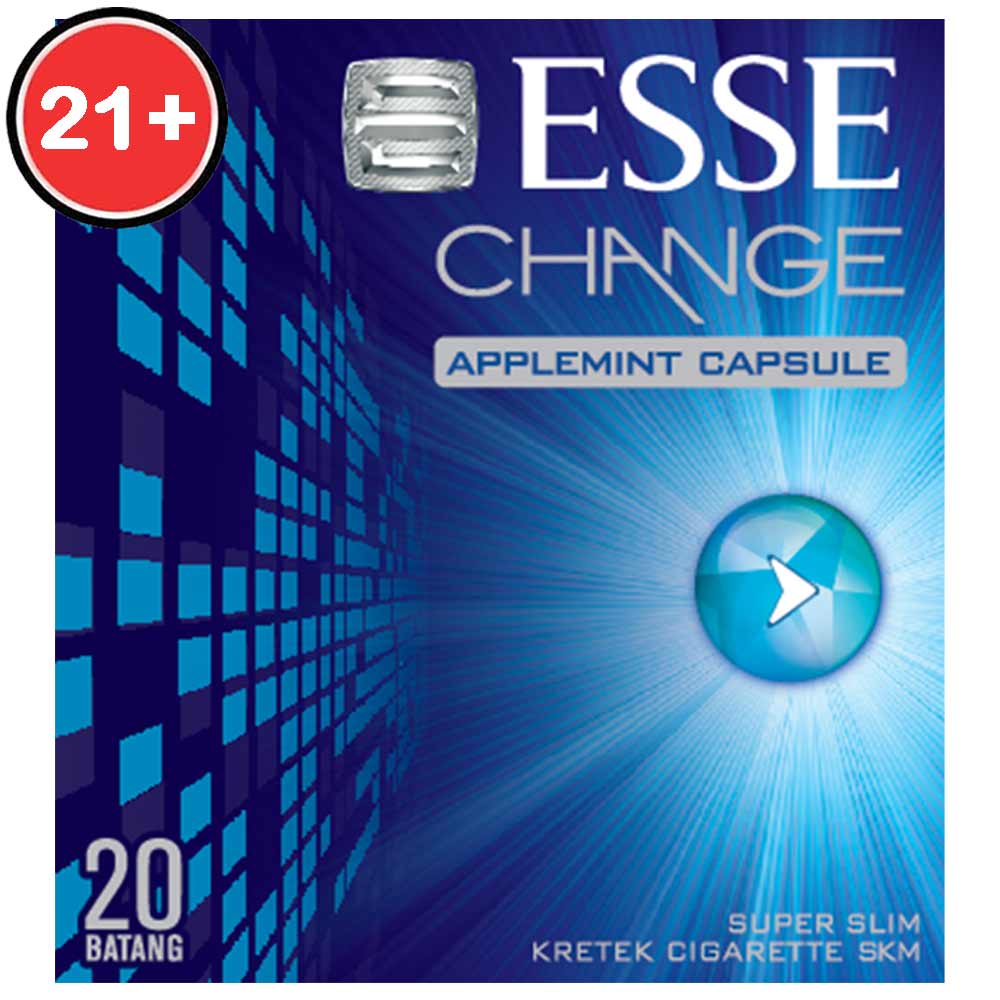 21+
ESSE
CHANGE
APPLEMINT CAPSULE
20
BATANG
SUPER SLIM
KRETEK CIGARETTE SKM